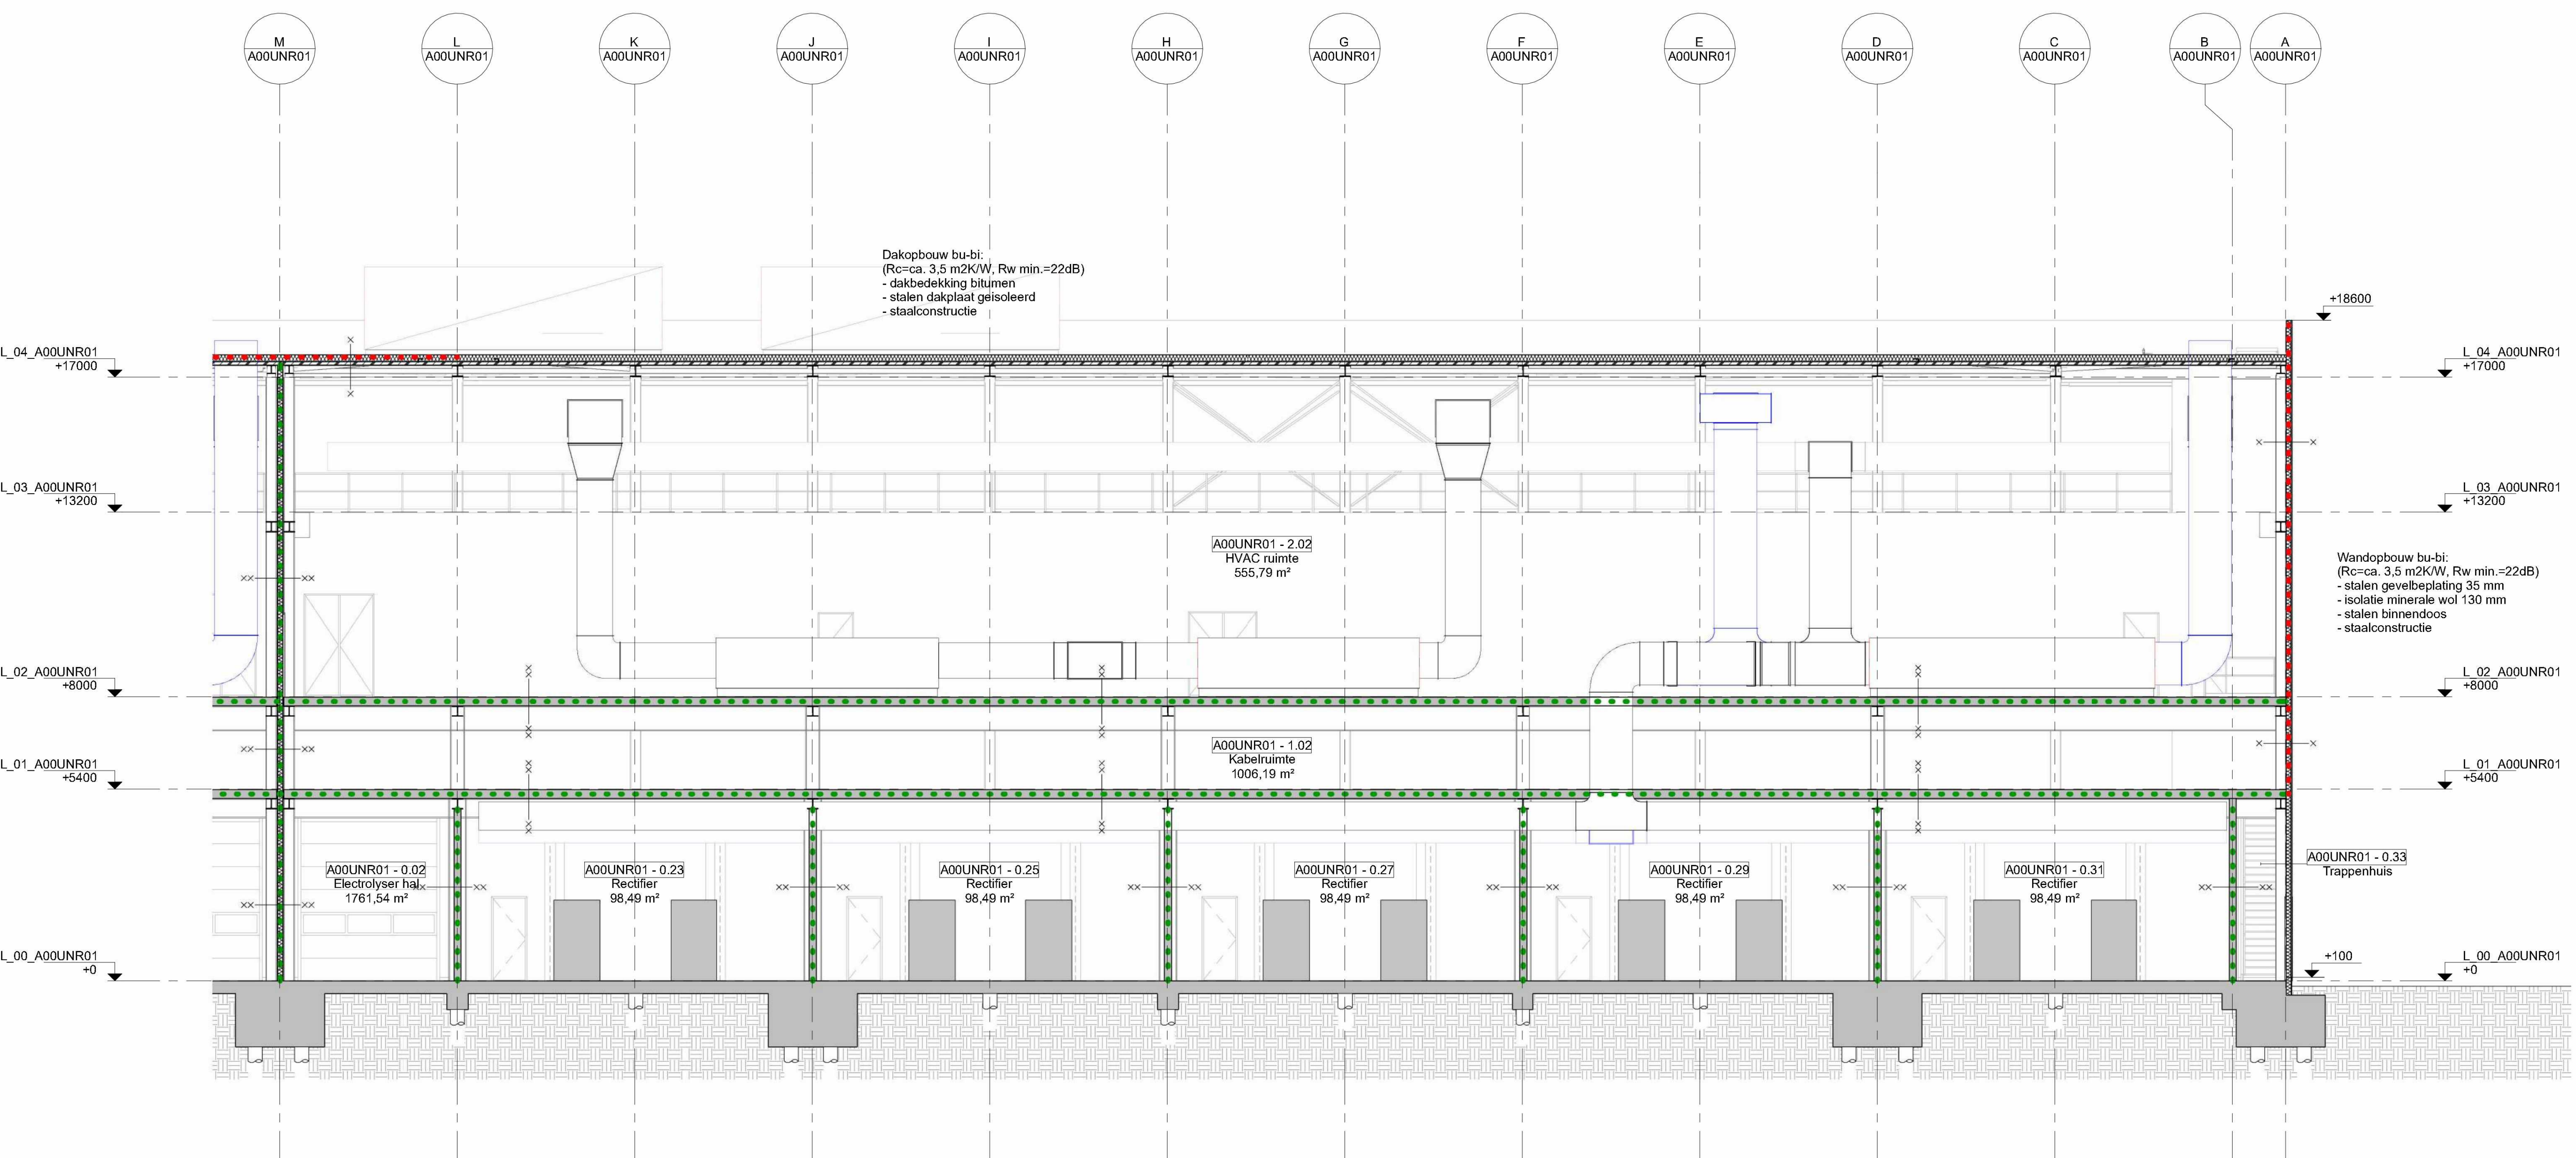 M
A00UNR01
L
A00UNR01
K
A00UNR01
J
A00UNR01
I
A00UNR01
H
A00UNR01
G
A00UNR01
F
A00UNR01
E
A00UNR01
D
A00UNR01
C
A00UNR01
B
A00UNR01
A
A00UNR01
Dakopbouw bu-bi:
(Rc=ca. 3,5 m2K/W, Rw min.=22dB)
- dakbedekking bitumen
- stalen dakplaat geisoleerd
- staalconstructie
+18600
L_04_A00UNR01
+17000
L_04_A00UNR01
+17000
L_03_A00UNR01
+13200
L_03_A00UNR01
+13200
A00UNR01 - 2.02
HVAC ruimte
555,79 m²
Wandopbouw bu-bi:
(Rc=ca. 3,5 m2K/W, Rw min.=22dB)
- stalen gevelbeplating 35 mm
- isolatie minerale wol 130 mm
- stalen binnendoos
- staalconstructie
L_02_A00UNR01
+8000
L_02_A00UNR01
+8000
A00UNR01 - 1.02
Kabelruimte
1006,19 m²
L_01_A00UNR01
+5400
L_01_A00UNR01
+5400
A00UNR01 - 0.02
Electrolyser hal
1761,54 m²
A00UNR01 - 0.23
Rectifier
98,49 m²
A00UNR01 - 0.25
Rectifier
98,49 m²
A00UNR01 - 0.27
Rectifier
98,49 m²
A00UNR01 - 0.29
Rectifier
98,49 m²
A00UNR01 - 0.31
Rectifier
98,49 m²
A00UNR01 - 0.33
Trappenhuis
L_00_A00UNR01
+0
+100
L_00_A00UNR01
+0